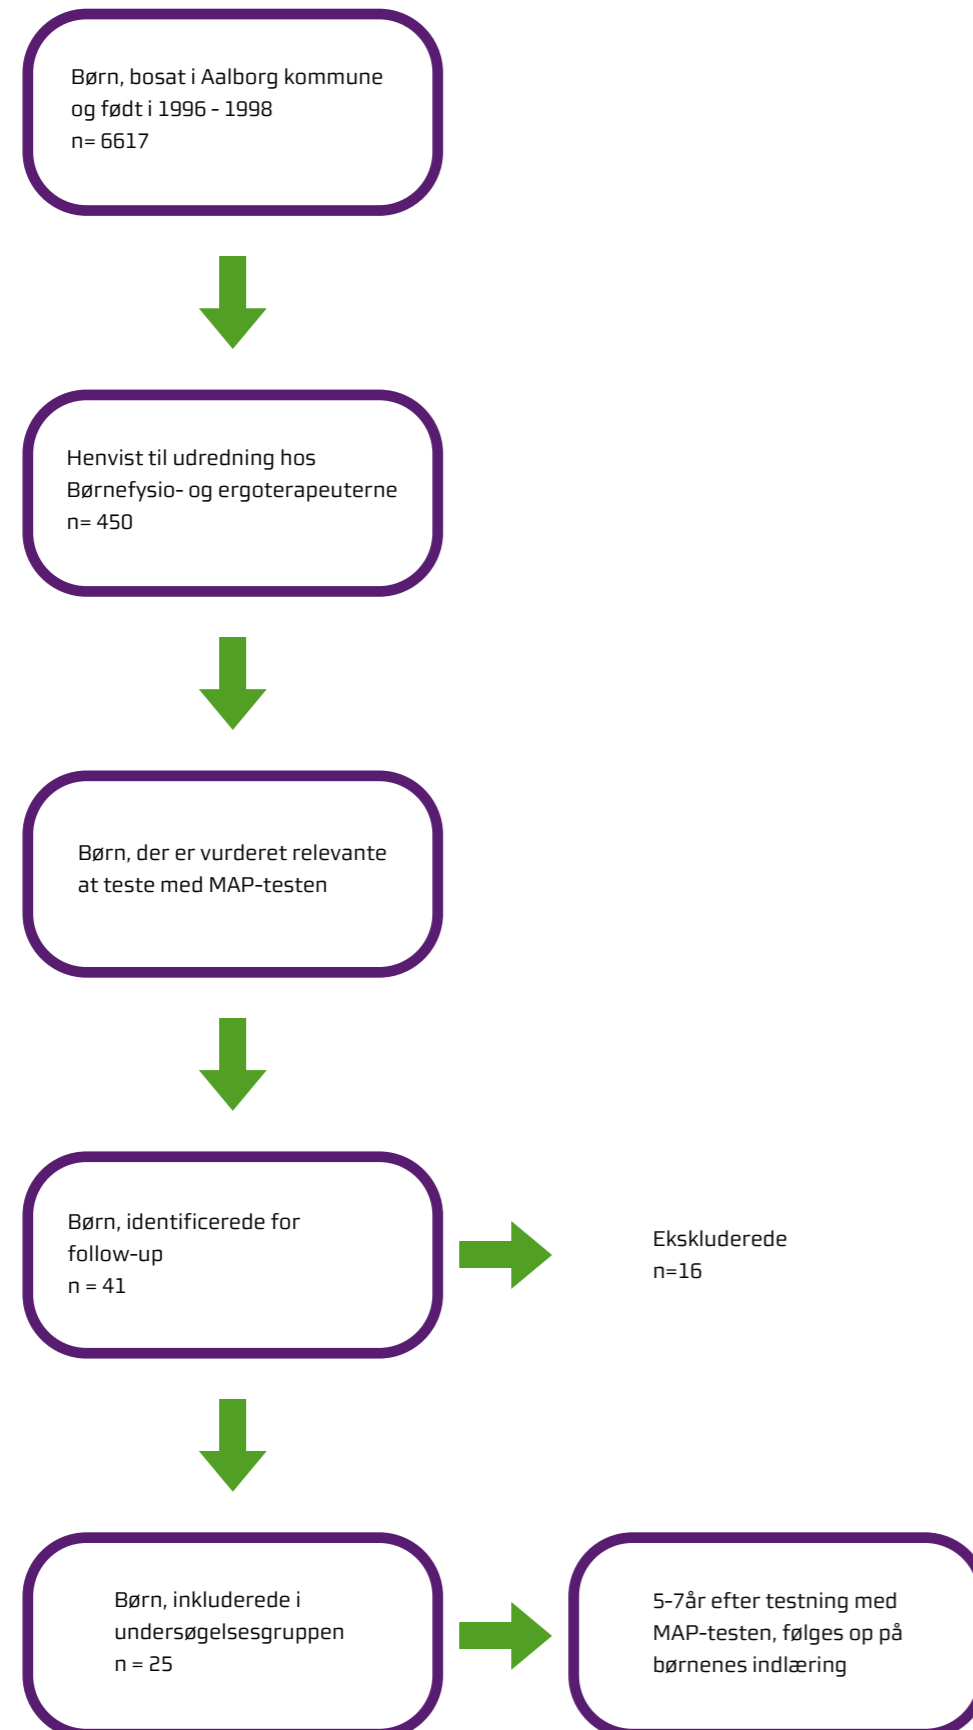 Børn, bosat i Aalborg kommune
og født i 1996 - 1998
n= 6617
Henvist til udredning hos
Børnefysio- og ergoterapeuterne
n= 450
Børn, der er vurderet relevante
at teste med MAP-testen
Børn, identificerede for
follow-up
n = 41
Ekskluderede
n=16
Børn, inkluderede i
undersøgelsesgruppen
n = 25
5-7år efter testning med
MAP-testen, følges op på
børnenes indlæring